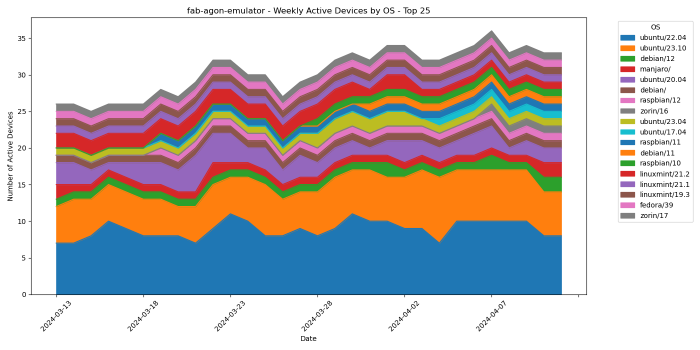 fab-agon-emulator - Weekly Active Devices by OS - Top 25
Number of Active Devices
35
30
25
20
15
10
5
0
2024-03-13
2024-03-18
2024-03-23
2024-03-28
2024-04-02
2024-04-07
Date
OS
ubuntu/22.04
ubuntu/23.10
debian/12
manjaro/
ubuntu/20.04
debian/
raspbian/12
zorin/16
ubuntu/23.04
ubuntu/17.04
raspbian/11
debian/11
raspbian/10
linuxmint/21.2
linuxmint/21.1
linuxmint/19.3
fedora/39
zorin/17